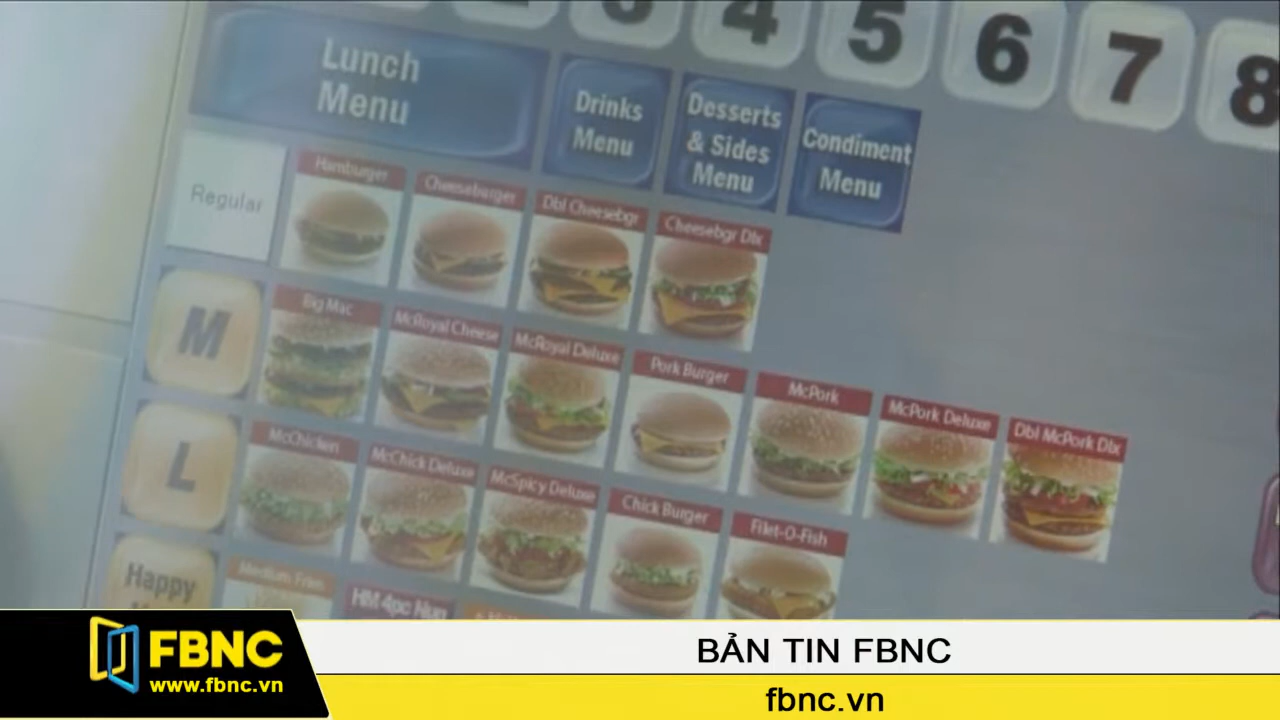 4 5 6 7 8
Lunch
Menu
Drinks
Menu
Desserts
& Sides
Menu
Condiment
Menu
Regular
Hamburger
Cheeseburger
Dbl Cheesebgr
Cheesebgr Dlx
M
Big Mac
McRoyal Cheese
McRoyal Deluxe
Pork Burger
McPork
McPork Deluxe
Dbl McPork Dlx
L
McChicken
McChick Deluxe
McSpicy Deluxe
Chick Burger
Filet-O-Fish
Happy
Medium Fries
HM 4pc Nug
FBNC
www.fbnc.vn
BẢN TIN FBNC
fbnc.vn